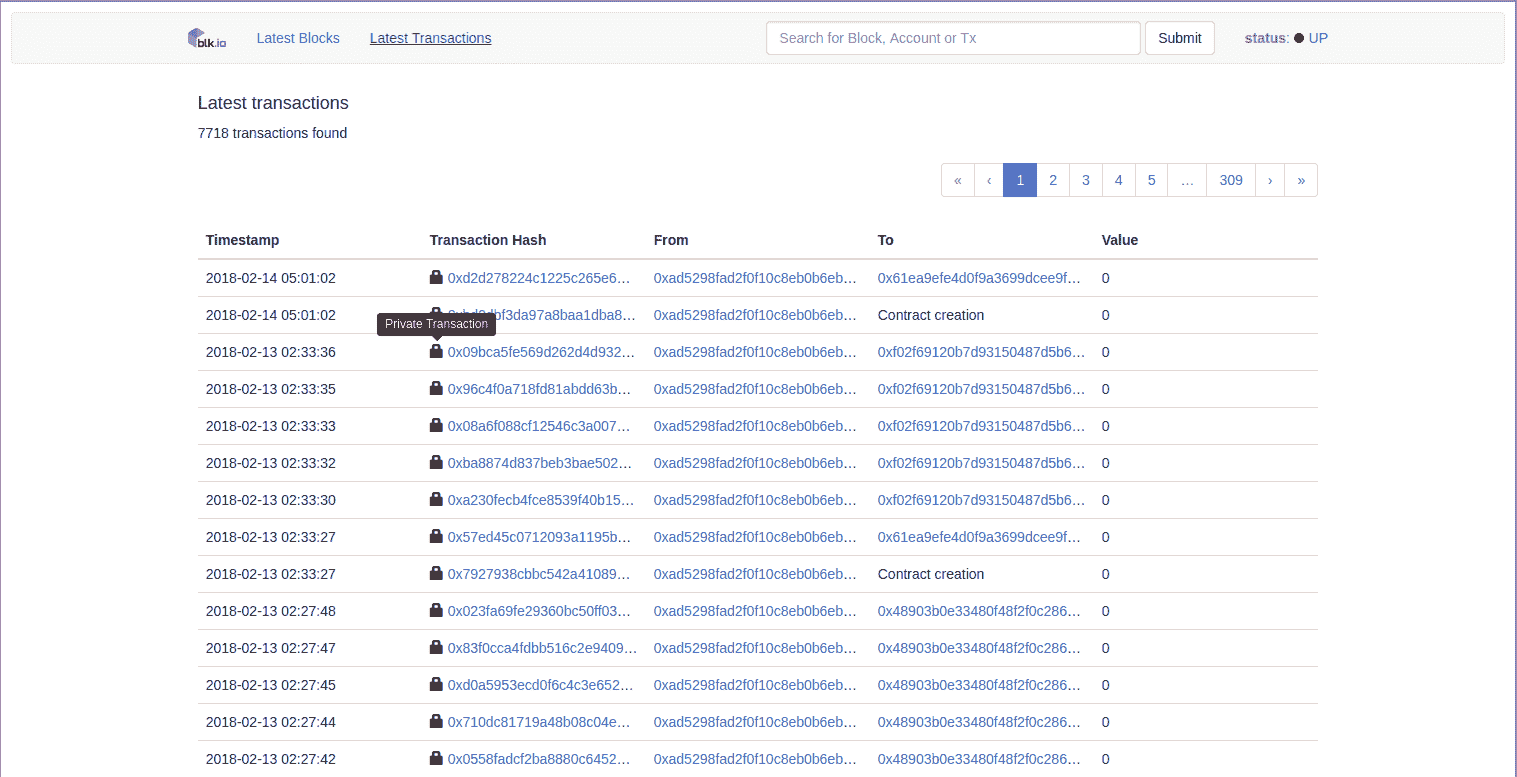 blk.io Latest Blocks Latest Transactions Search for Block, Account or Tx Submit status: UP
Latest transactions
7718 transactions found
« ‹ 1 2 3 4 5 … 309 › »
Timestamp Transaction Hash From To Value
2018-02-14 05:01:02 0xd2d278224c1225c265e6… 0xad5298fad2f0f10c8eb0b6eb… 0x61ea9efe4d0f9a3699dcee9f… 0
2018-02-14 05:01:02 Contract creation 0xad5298fad2f0f10c8eb0b6eb… 0
Private Transaction
2018-02-13 02:33:36 0x09bca5fe569d262d4d932… 0xad5298fad2f0f10c8eb0b6eb… 0xf02f69120b7d93150487d5b6… 0
2018-02-13 02:33:35 0x96c4f0a718fd81abdd63b… 0xad5298fad2f0f10c8eb0b6eb… 0xf02f69120b7d93150487d5b6… 0
2018-02-13 02:33:33 0x08a6f088cf12546c3a007… 0xad5298fad2f0f10c8eb0b6eb… 0xf02f69120b7d93150487d5b6… 0
2018-02-13 02:33:32 0xba8874d837beb3bae502… 0xad5298fad2f0f10c8eb0b6eb… 0xf02f69120b7d93150487d5b6… 0
2018-02-13 02:33:30 0xa230fecb4fce8539f40b15… 0xad5298fad2f0f10c8eb0b6eb… 0xf02f69120b7d93150487d5b6… 0
2018-02-13 02:33:27 0x57ed45c0712093a1195b… 0xad5298fad2f0f10c8eb0b6eb… 0x61ea9efe4d0f9a3699dcee9f… 0
2018-02-13 02:33:27 0x7927938cbbc542a41089… 0xad5298fad2f0f10c8eb0b6eb… Contract creation 0
2018-02-13 02:27:48 0x023fa69fe29360bc50ff03… 0xad5298fad2f0f10c8eb0b6eb… 0x48903b0e33480f48f2f0c286… 0
2018-02-13 02:27:47 0x83f0cca4fdbb516c2e9409… 0xad5298fad2f0f10c8eb0b6eb… 0x48903b0e33480f48f2f0c286… 0
2018-02-13 02:27:45 0xd0a5953ecd0f6c4c3e652… 0xad5298fad2f0f10c8eb0b6eb… 0x48903b0e33480f48f2f0c286… 0
2018-02-13 02:27:44 0x710dc81719a48b08c04e… 0xad5298fad2f0f10c8eb0b6eb… 0x48903b0e33480f48f2f0c286… 0
2018-02-13 02:27:42 0x0558fadcf2ba8880c6452… 0xad5298fad2f0f10c8eb0b6eb… 0x48903b0e33480f48f2f0c286… 0